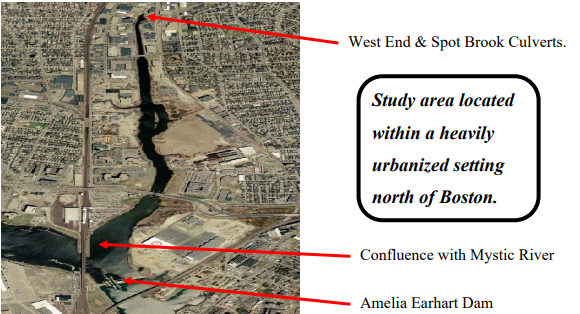 West End & Spot Brook Culverts.
Study area located
within a heavily
urbanized setting
north of Boston.
Confluence with Mystic River
Amelia Earhart Dam